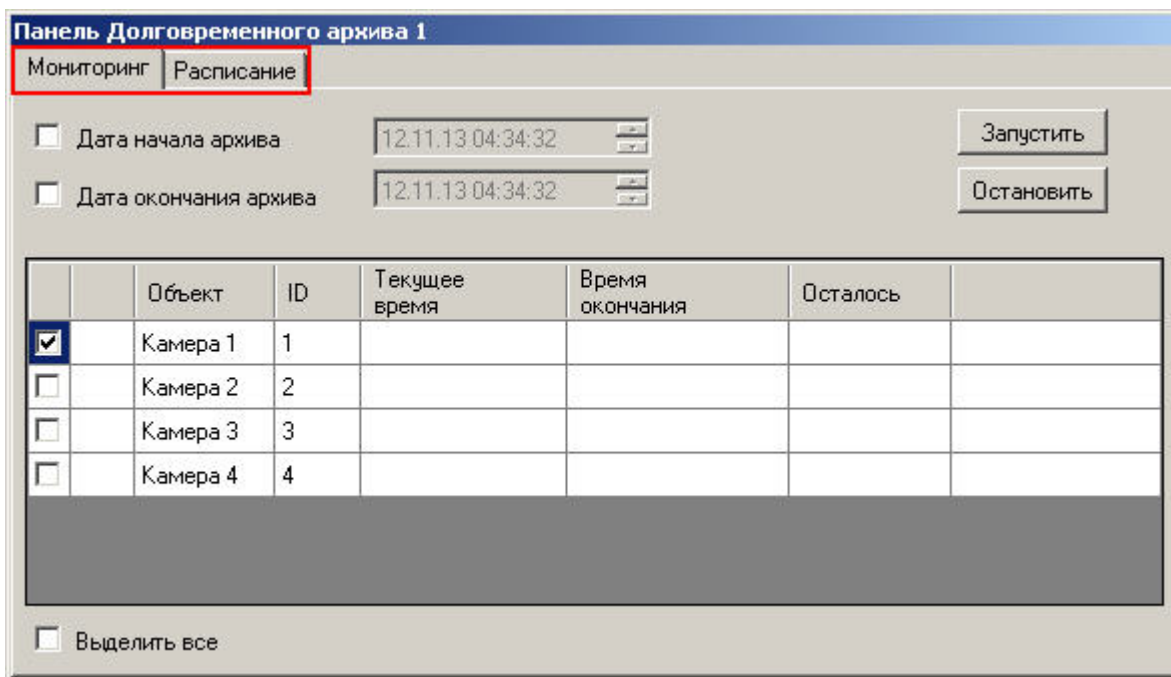 Панель Долговременного архива 1
Мониторинг Расписание
Дата начала архива 12.11.13 04:34:32 Запустить
Дата окончания архива 12.11.13 04:34:32 Остановить
Объект ID Текущее время Время окончания Осталось
Камера 1 1
Камера 2 2
Камера 3 3
Камера 4 4
Выделить все